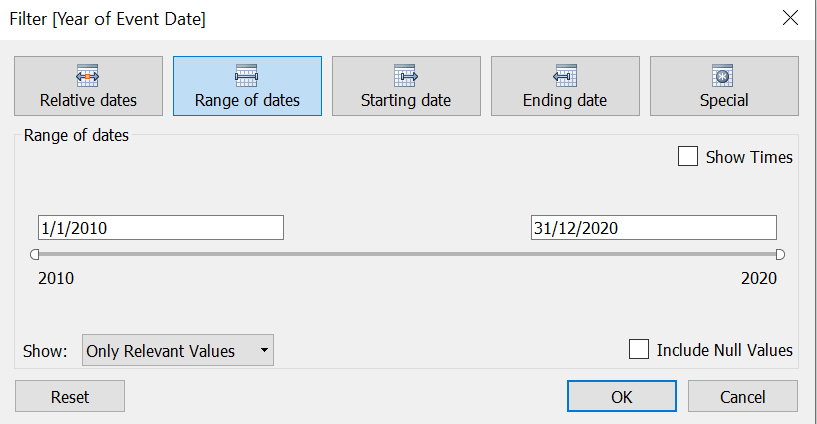 Filter [Year of Event Date]
Relative dates
Range of dates
Starting date
Ending date
Special
Range of dates
Show Times
1/1/2010
31/12/2020
2010
2020
Show:
Only Relevant Values
Include Null Values
Reset
OK
Cancel